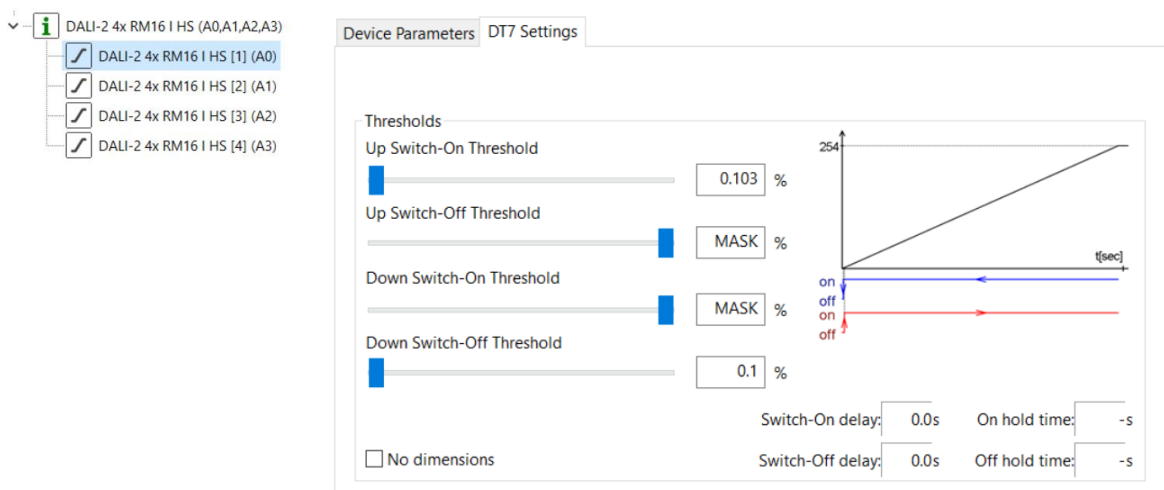 DALI-2 4x RM16 I HS (A0,A1,A2,A3)
DALI-2 4x RM16 I HS [1] (A0)
DALI-2 4x RM16 I HS [2] (A1)
DALI-2 4x RM16 I HS [3] (A2)
DALI-2 4x RM16 I HS [4] (A3)
Device Parameters DT7 Settings
Thresholds
Up Switch-On Threshold
0.103 %
Up Switch-Off Threshold
MASK %
Down Switch-On Threshold
MASK %
Down Switch-Off Threshold
0.1 %
254
t[sec]
on
off
on
off
Switch-On delay: 0.0s On hold time: -s
No dimensions Switch-Off delay: 0.0s Off hold time: -s